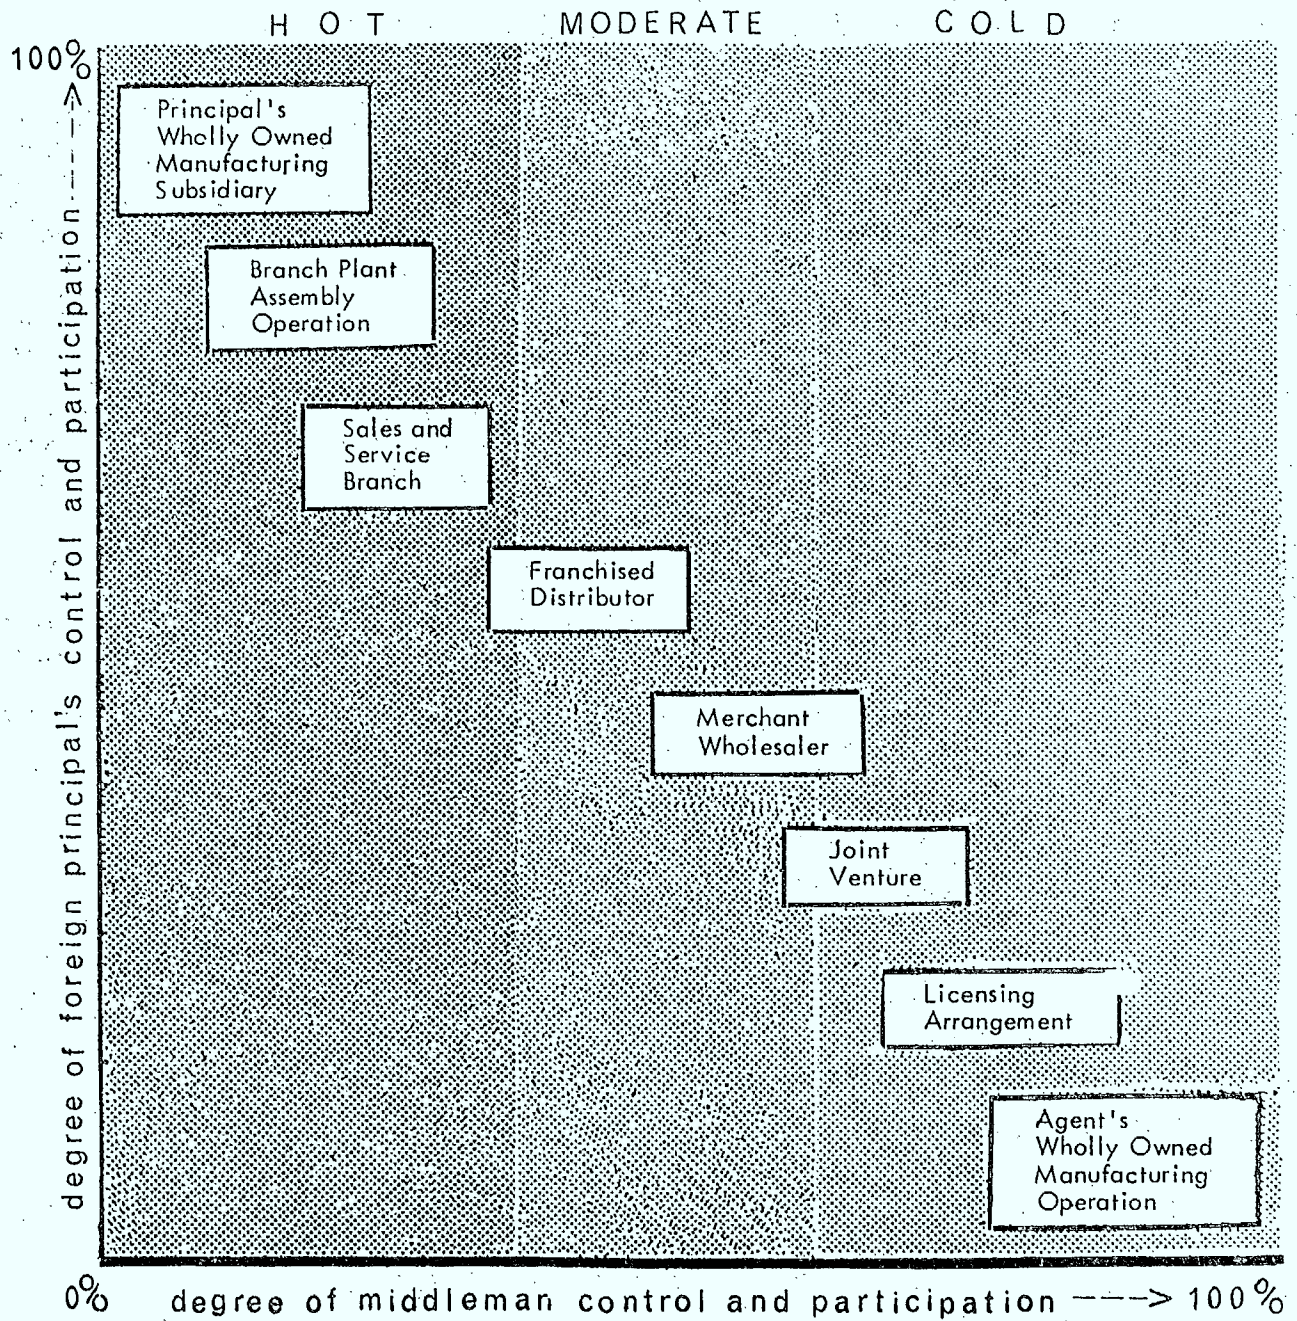 HOT MODERATE COLD
100%
degree of foreign principal's control and participation
Principal's
Wholly Owned
Manufacturing
Subsidiary
Branch Plant
Assembly
Operation
Sales and
Service
Branch
Franchised
Distributor
Merchant
Wholesaler
Joint
Venture
Licensing
Arrangement
Agent's
Wholly Owned
Manufacturing
Operation
0% degree of middleman control and participation ----> 100%